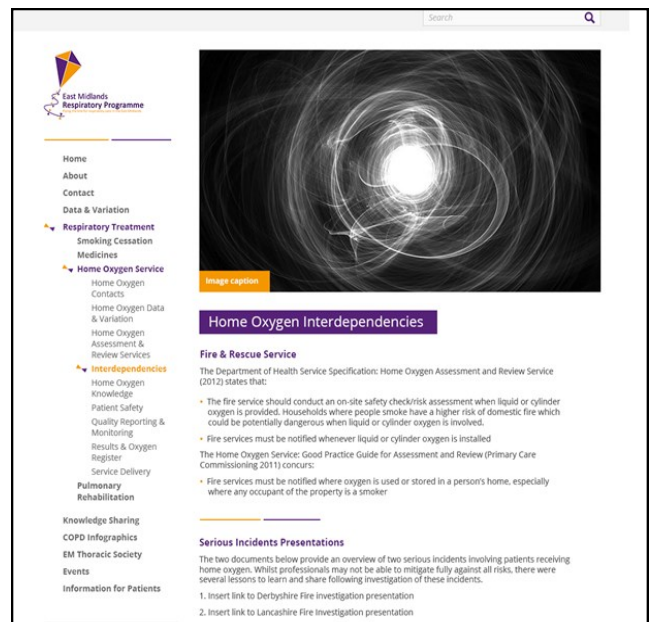 Search
East Midlands
Respiratory Programme
Home
About
Contact
Data & Variation
Respiratory Treatment
Smoking Cessation
Medicines
Home Oxygen Service
Home Oxygen
Contacts
Home Oxygen Data
& Variation
Home Oxygen
Assessment &
Review Services
Interdependencies
Home Oxygen
Knowledge
Patient Safety
Quality Reporting &
Monitoring
Results & Oxygen
Register
Service Delivery
Pulmonary
Rehabilitation
Knowledge Sharing
COPD Infographics
EM Thoracic Society
Events
Information for Patients
Image caption
Home Oxygen Interdependencies
Fire & Rescue Service
The Department of Health Service Specification: Home Oxygen Assessment and Review Service
(2012) states that:
• The fire service should conduct an on-site safety check/risk assessment when liquid or cylinder
oxygen is provided. Households where people smoke have a higher risk of domestic fire which
could be potentially dangerous when liquid or cylinder oxygen is involved.
• Fire services must be notified whenever liquid or cylinder oxygen is installed
The Home Oxygen Service: Good Practice Guide for Assessment and Review (Primary Care
Commissioning 2011) concurs:
• Fire services must be notified where oxygen is used or stored in a person's home, especially
where any occupant of the property is a smoker
Serious Incidents Presentations
The two documents below provide an overview of two serious incidents involving patients receiving
home oxygen. Whilst professionals may not be able to mitigate fully against all risks, there were
several lessons to learn and share following investigation of these incidents.
1. Insert link to Derbyshire Fire investigation presentation
2. Insert link to Lancashire Fire Investigation presentation